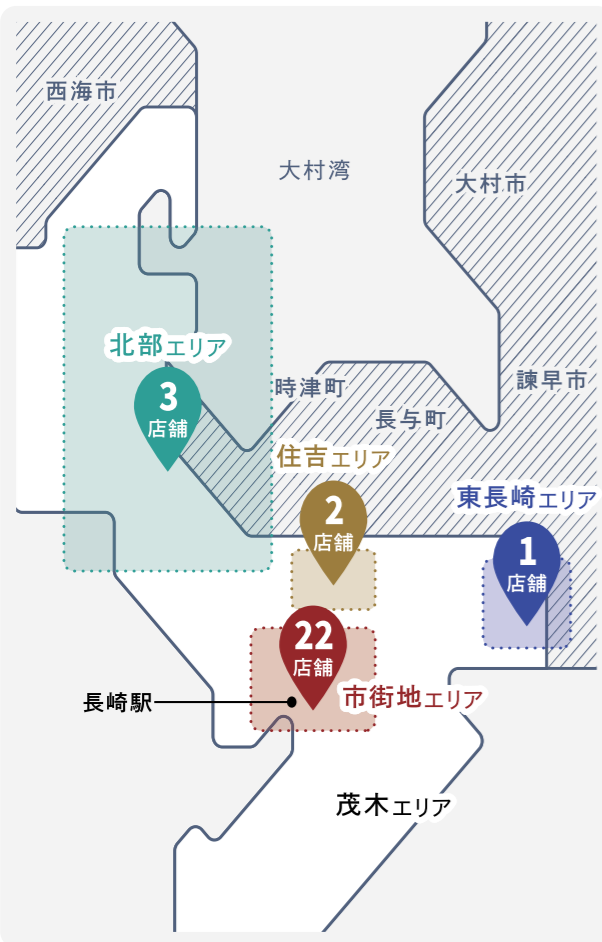 西海市
大村湾
大村市
北部エリア
諫早市
時津町
3
店舗
長与町
住吉エリア
東長崎エリア
2
店舗
1
店舗
22
店舗
長崎駅
市街地エリア
茂木エリア